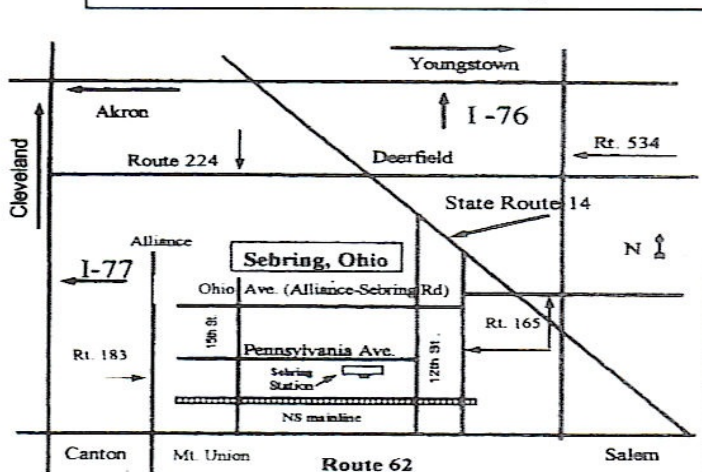 Youngstown
Akron
I -76
Cleveland
Rt. 534
Route 224
Deerfield
State Route 14
Alliance
Sebring, Ohio
N
I-77
Ohio Ave. (Alliance-Sebring Rd)
15th St.
Rt. 165
12th St.
Rt. 183
Pennsylvania Ave.
Sebring
Station
NS mainline
Canton
Mt. Union
Route 62
Salem